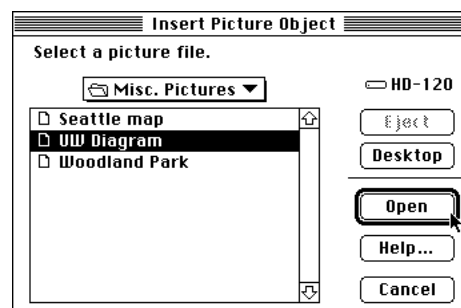 Insert Picture Object
Select a picture file.
Misc. Pictures
HD-120
Seattle map
UW Diagram
Woodland Park
Eject
Desktop
Open
Help...
Cancel